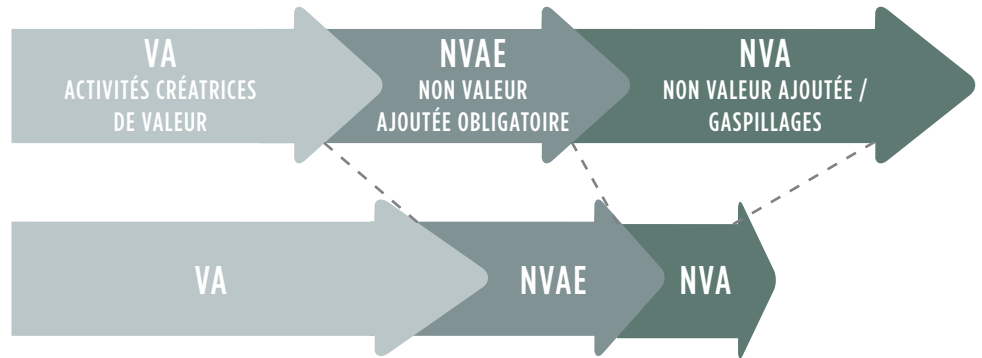 VA
ACTIVITÉS CRÉATRICES
DE VALEUR
NVAE
NON VALEUR
AJOUTÉE OBLIGATOIRE
NVA
NON VALEUR AJOUTÉE /
GASPILLAGES
VA
NVAE
NVA